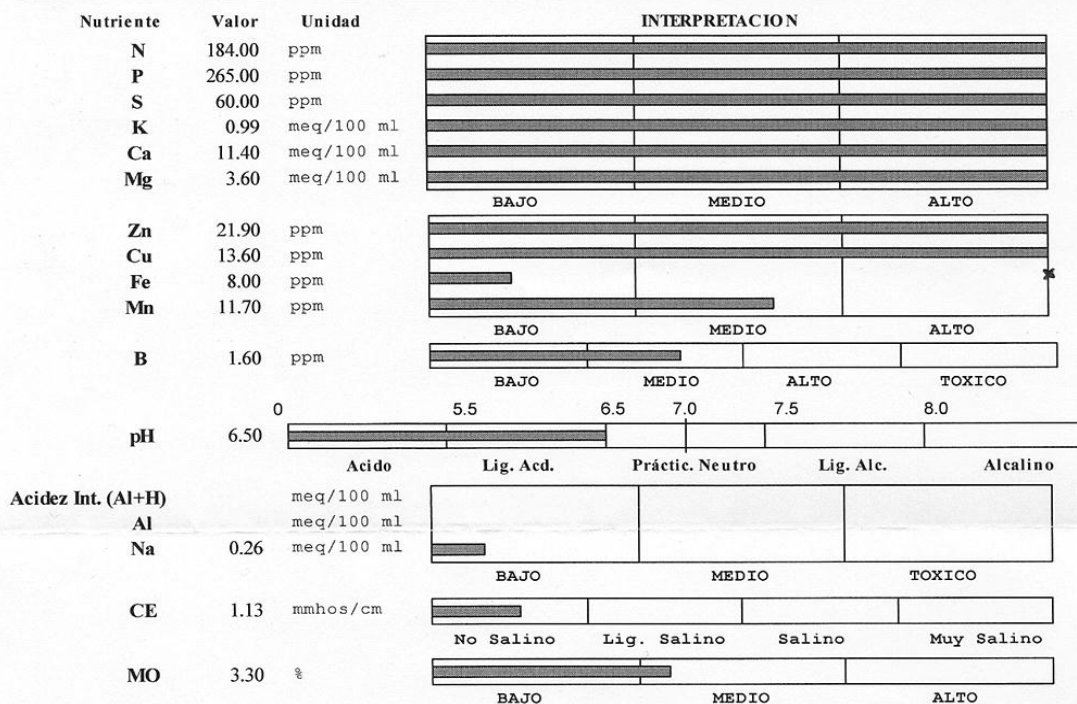 Nutriente Valor Unidad INTERPRETACION
N 184.00 ppm
P 265.00 ppm
S 60.00 ppm
K 0.99 meq/100 ml
Ca 11.40 meq/100 ml
Mg 3.60 meq/100 ml
BAJO MEDIO ALTO
Zn 21.90 ppm
Cu 13.60 ppm
Fe 8.00 ppm
Mn 11.70 ppm
BAJO MEDIO ALTO
B 1.60 ppm
BAJO MEDIO ALTO TOXICO
0 5.5 6.5 7.0 7.5 8.0
pH 6.50
Acido Lig. Acd. Práctic. Neutro Lig. Alc. Alcalino
Acidez Int. (Al+H) meq/100 ml
Al meq/100 ml
Na 0.26 meq/100 ml
BAJO MEDIO TOXICO
CE 1.13 mmhos/cm
No Salino Lig. Salino Salino Muy Salino
MO 3.30 %
BAJO MEDIO ALTO